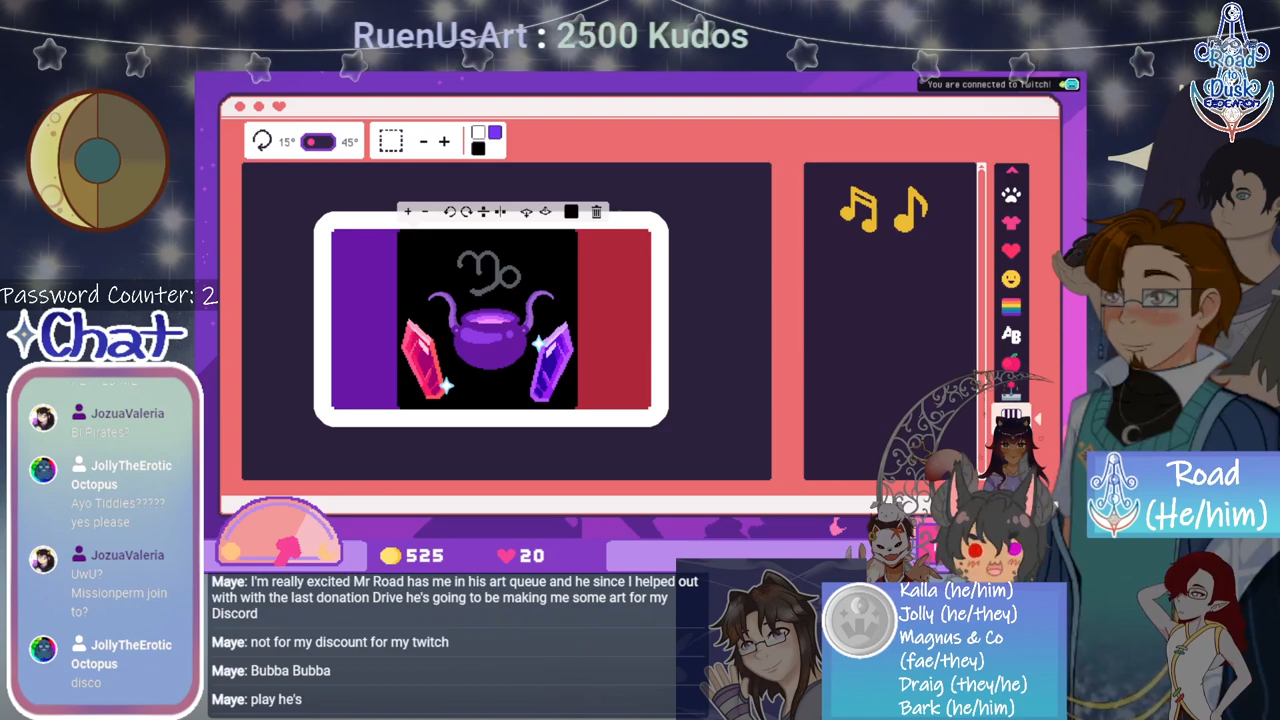 RuenUsArt : 2500 Kudos
Road
to
Dusk
You are connected to Twitch!
15° 45°
AB
Password Counter: 2
Chat
JozuaValeria
Bi Pirates?
JollyTheErotic
Octopus
Ayo Tiddies?????
yes please
JozuaValeria
UwU?
Missionperm join
to?
JollyTheErotic
Octopus
disco
525
20
Maye: I'm really excited Mr Road has me in his art queue and he since I helped out
with with the last donation Drive he's going to be making me some art for my
Discord
Maye: not for my discount for my twitch
Maye: Bubba Bubba
Maye: play he's
Road
(He/him)
Kalla (he/him)
Jolly (he/they)
Magnus & Co
(fae/they)
Draig (they/he)
Bark (he/him)